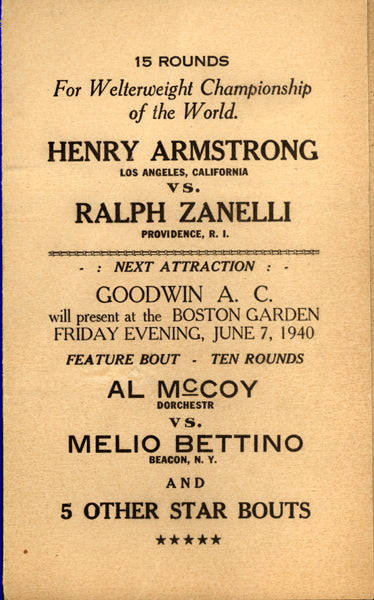 15 ROUNDS
For Welterweight Championship
of the World.
HENRY ARMSTRONG
LOS ANGELES, CALIFORNIA
VS.
RALPH ZANELLI
PROVIDENCE, R. I.
- : NEXT ATTRACTION : -
GOODWIN A. C.
will present at the BOSTON GARDEN
FRIDAY EVENING, JUNE 7, 1940
FEATURE BOUT - TEN ROUNDS
AL McCOY
DORCHESTR
VS.
MELIO BETTINO
BEACON, N. Y.
AND
5 OTHER STAR BOUTS
★★★★★